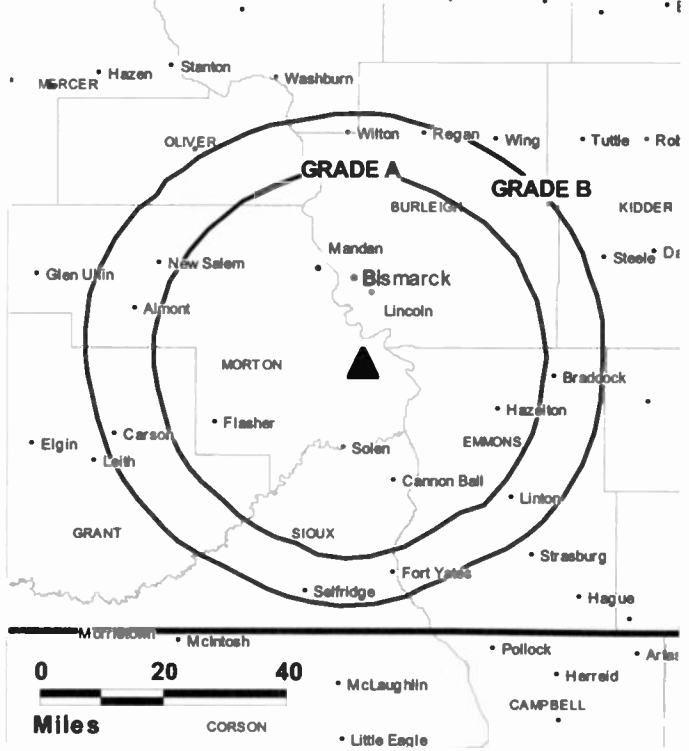 Stanton
Hazen
MERCER
Washburn
OLIVER
Wilton
Regan
Wing
Tuttle
GRADE A
GRADE B
BURLEIGH
KIDDER
Mandan
New Salem
Glen Ullin
Bismarck
Steele
Lincoln
Almont
MORTON
Braddock
Hazelton
Flasher
Carson
Elgin
Leith
Solen
EMMONS
Cannon Ball
Linton
GRANT
SIOUX
Strasburg
Fort Yates
Selfridge
Hague
Morristown
McIntosh
Pollock
0 20 40
Miles
McLaughlin
Herreid
CORSON
CAMPBELL
Little Eagle